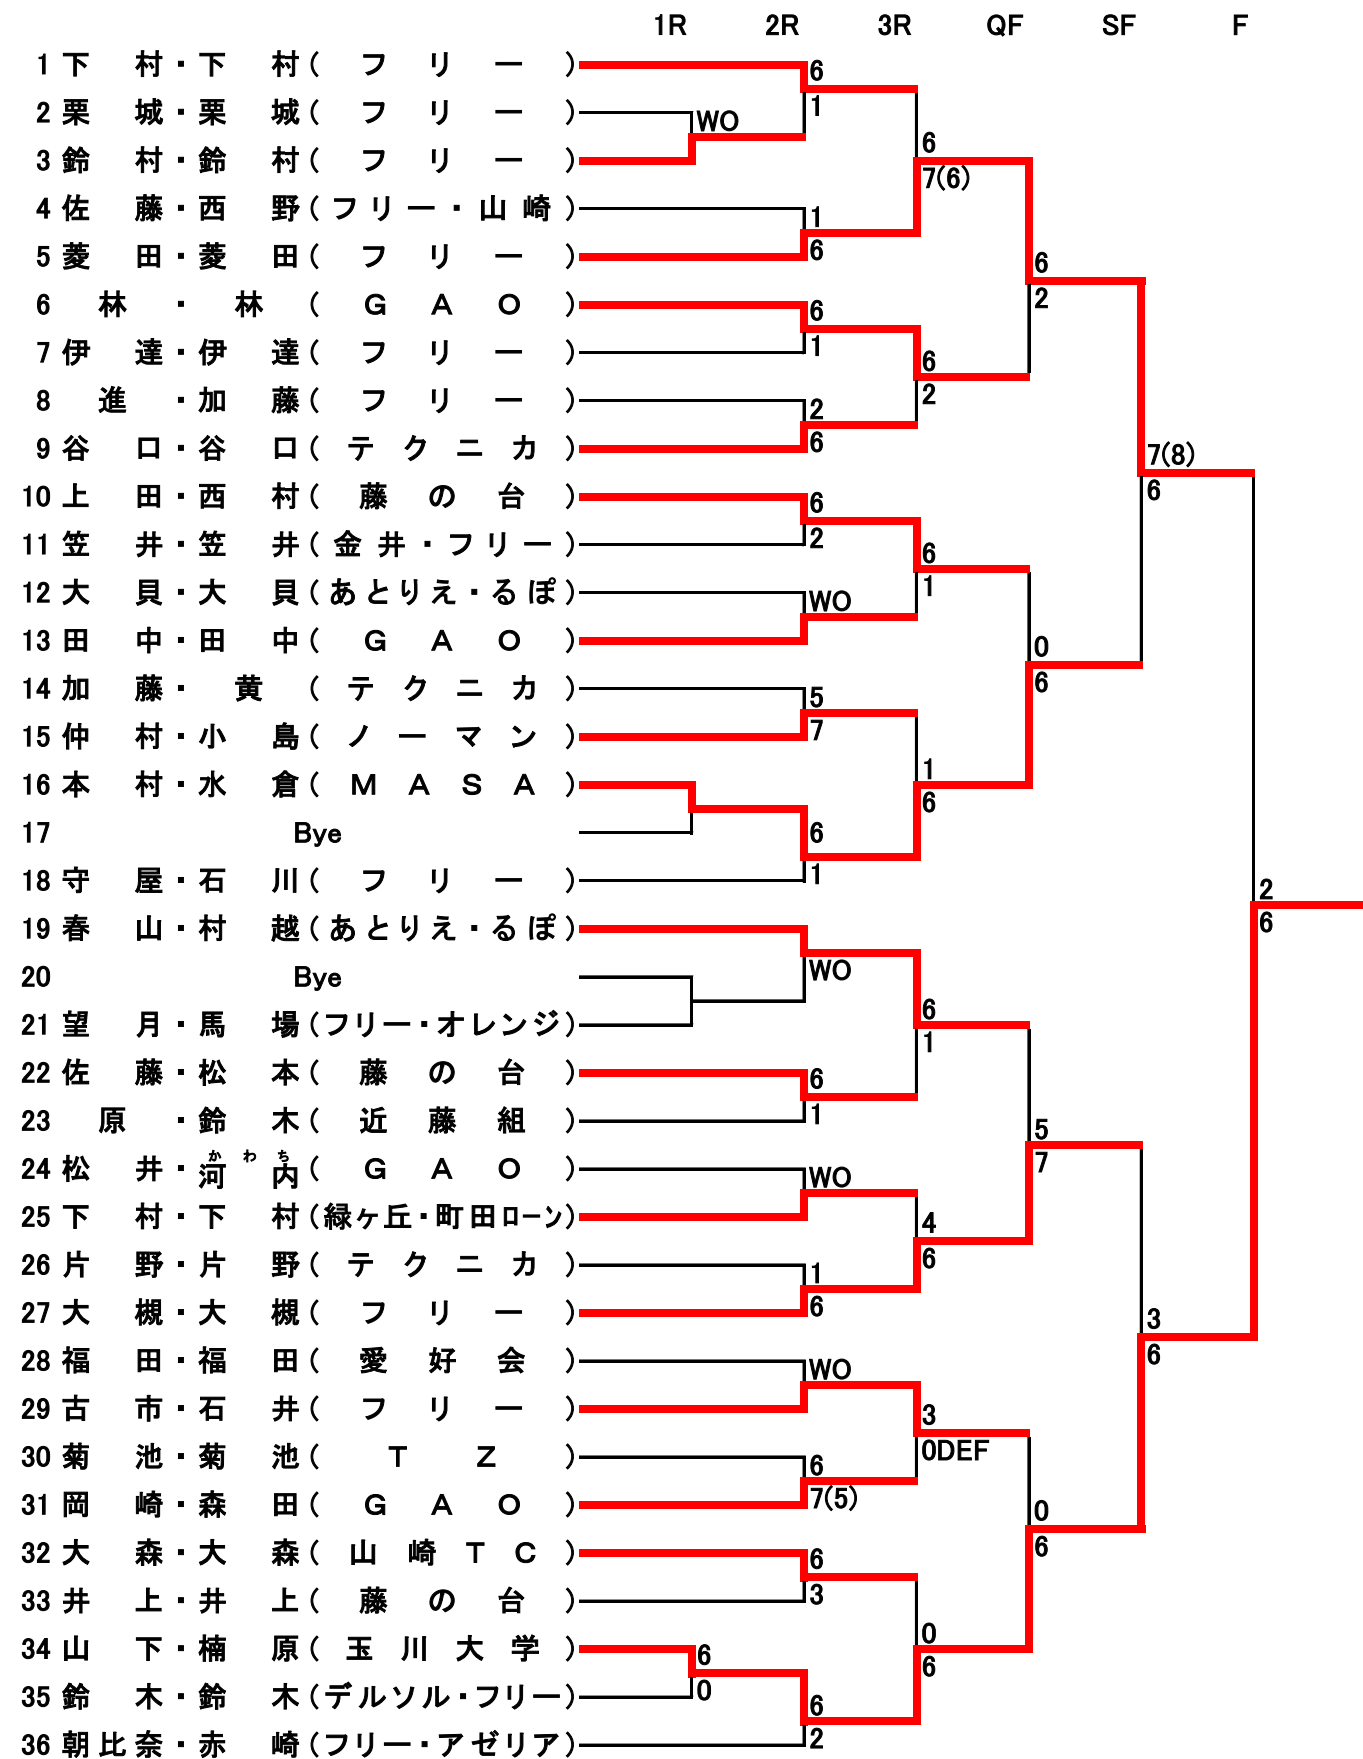 1R 2R 3R QF SF F
1 下村・下村(フリー) 6
2 栗城・栗城(フリー) WO 1
3 鈴村・鈴村(フリー) 6
7(6)
4 佐藤・西野(フリー・山崎) 1
5 菱田・菱田(フリー) 6 6
6 林・林(GAO) 6 2
7 伊達・伊達(フリー) 1 6
8 進・加藤(フリー) 2 2
9 谷口・谷口(テクニカ) 6 7(8)
10 上田・西村(藤の台) 6 6
11 笠井・笠井(金井・フリー) 2 6
12 大貝・大貝(あとりえ・るぽ) WO 1
13 田中・田中(GAO) 0
14 加藤・黄(テクニカ) 5 6
15 仲村・小島(ノーマン) 7
16 本村・水倉(MASA) 1
6
17 Bye 6
18 守屋・石川(フリー) 1 2
19 春山・村越(あとりえ・るぽ) 6
20 Bye WO
21 望月・馬場(フリー・オレンジ) 6
1
22 佐藤・松本(藤の台) 6
23 原・鈴木(近藤組) 1 5
24 松井・河内(GAO) WO 7
かわち
25 下村・下村(緑ヶ丘・町田ローン) 4
26 片野・片野(テクニカ) 1 6
27 大槻・大槻(フリー) 6 3
28 福田・福田(愛好会) WO 6
29 古市・石井(フリー) 3
30 菊池・菊池(TZ) 6 0DEF
31 岡崎・森田(GAO) 7(5) 0
32 大森・大森(山崎TC) 6 6
33 井上・井上(藤の台) 3
34 山下・楠原(玉川大学) 6 0
35 鈴木・鈴木(デルソル・フリー) 0 6 6
36 朝比奈・赤崎(フリー・アゼリア) 2